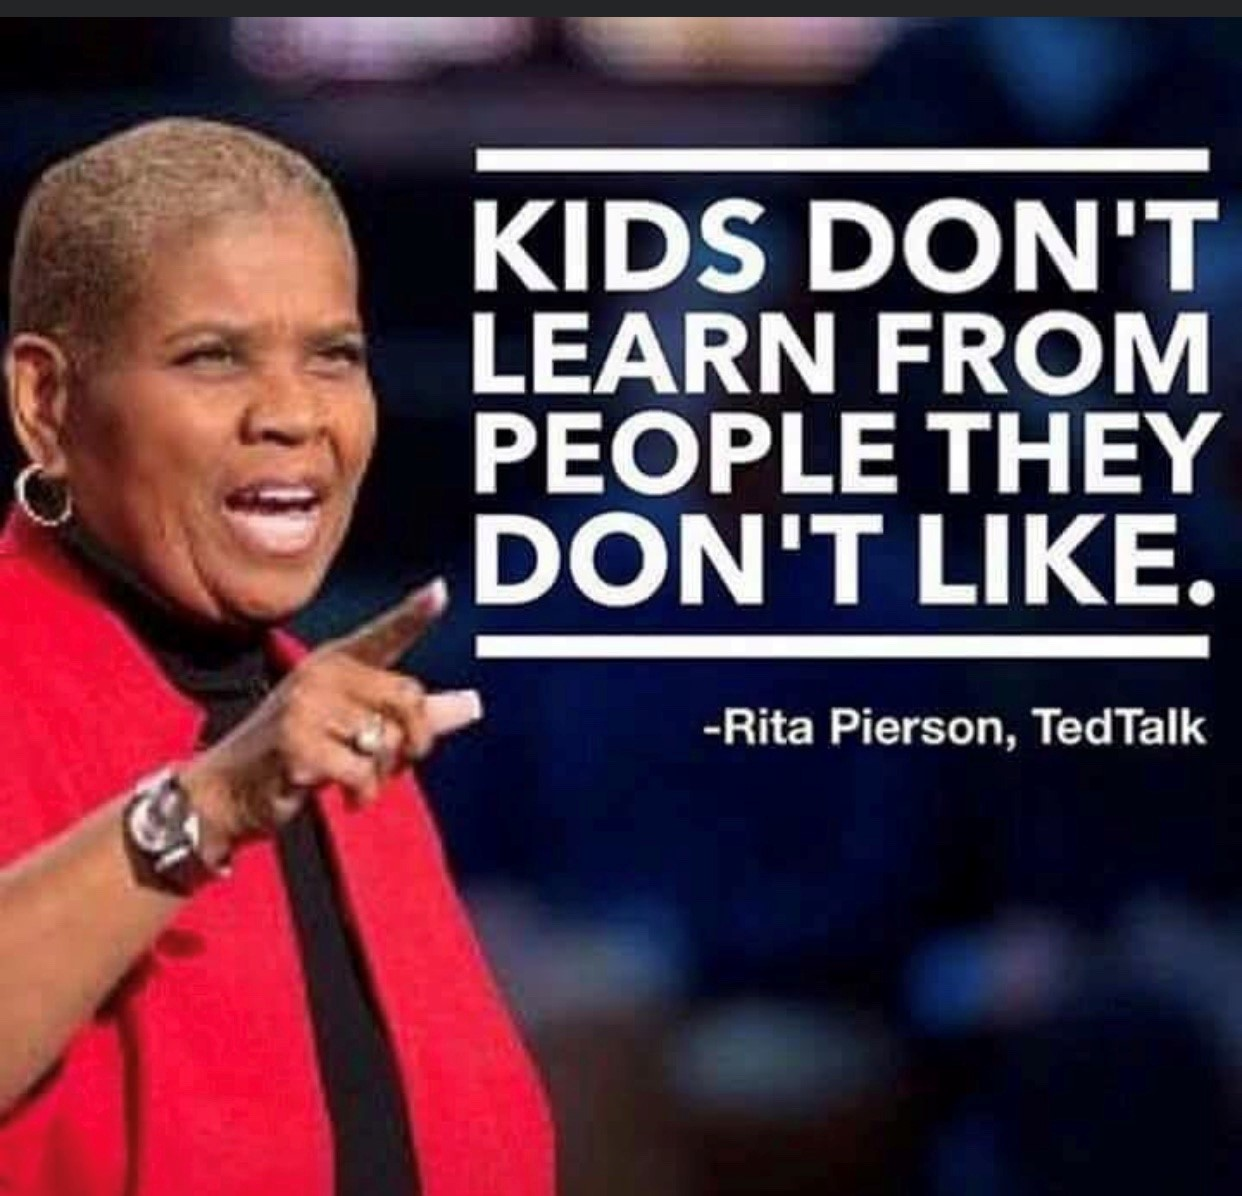 KIDS DON'T
LEARN FROM
PEOPLE THEY
DON'T LIKE.
-Rita Pierson, TedTalk